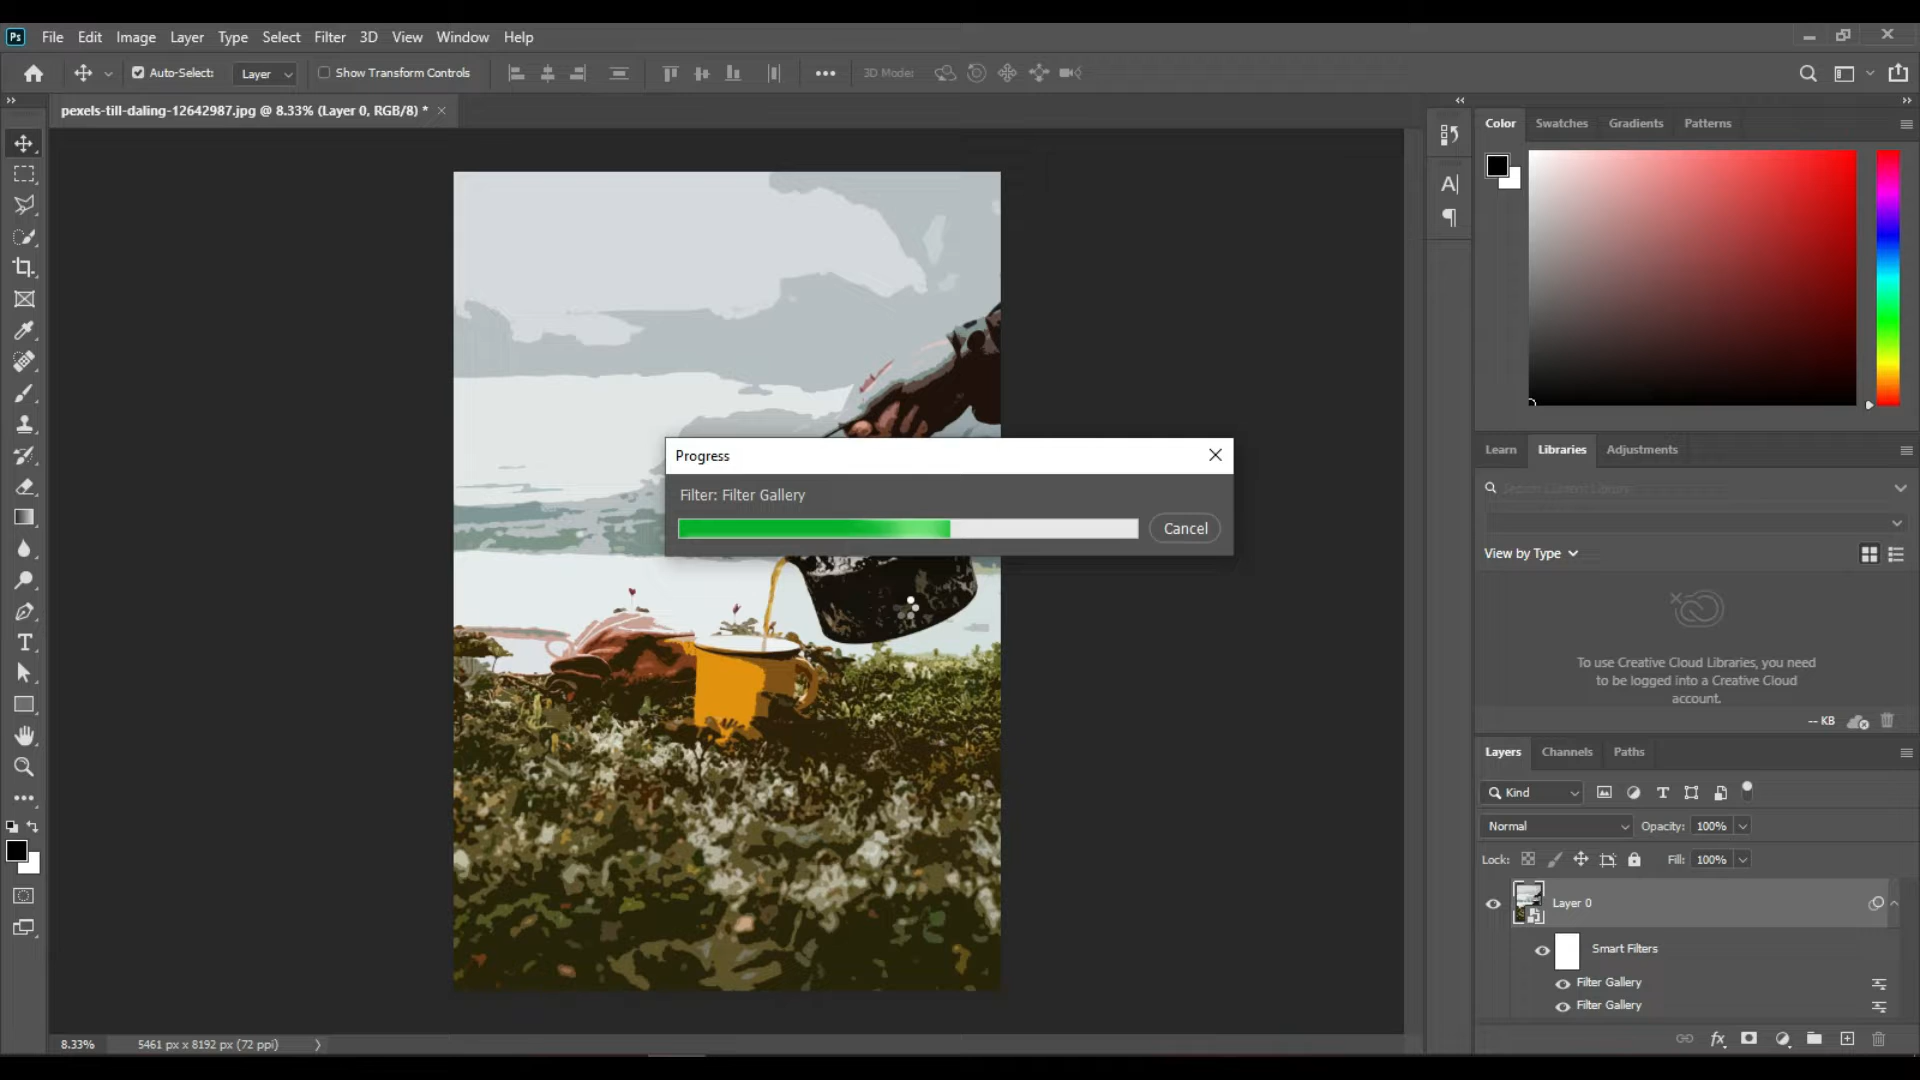 Ps File Edit Image Layer Type Select Filter 3D View Window Help
Auto-Select: Layer Show Transform Controls 3D Mode:
pexels-till-daling-12642987.jpg @ 8.33% (Layer 0, RGB/8) *
Color Swatches Gradients Patterns
Progress
Filter: Filter Gallery
Cancel
Learn Libraries Adjustments
View by Type
To use Creative Cloud Libraries, you need
to be logged into a Creative Cloud
account.
-- KB
Layers Channels Paths
Kind
Normal Opacity: 100%
Lock: Fill: 100%
Layer 0
Smart Filters
Filter Gallery
Filter Gallery
fx
8.33% 5461 px x 8192 px (72 ppi)